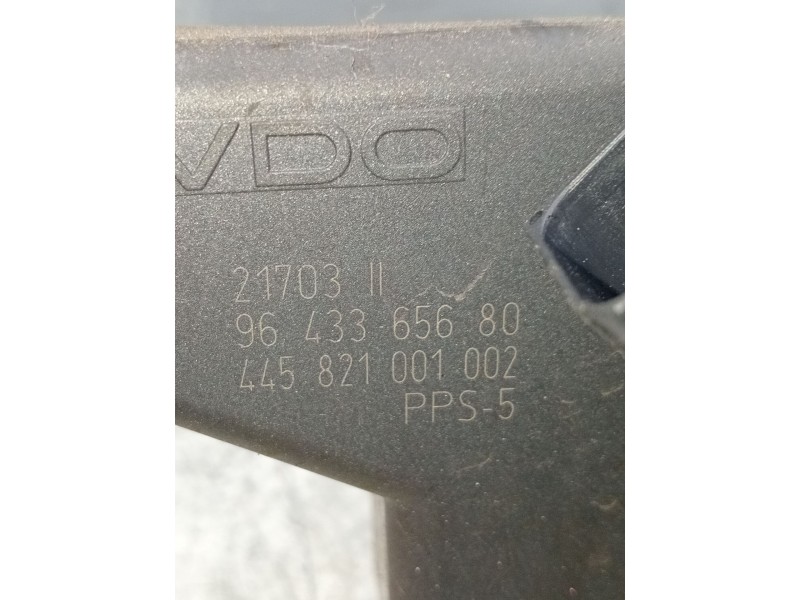 VDO
21703 II
96 433 656 80
445 821 001 002
PPS-5